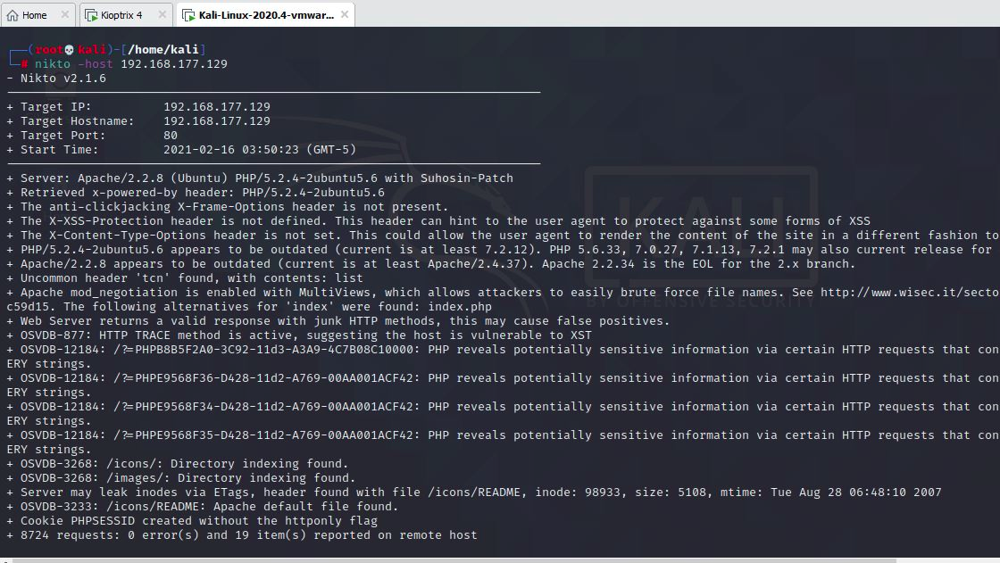 Home
Kioptrix 4
Kali-Linux-2020.4-vmwar...
(root💀kali)-[/home/kali]
# nikto -host 192.168.177.129
- Nikto v2.1.6
+ Target IP: 192.168.177.129
+ Target Hostname: 192.168.177.129
+ Target Port: 80
+ Start Time: 2021-02-16 03:50:23 (GMT-5)
+ Server: Apache/2.2.8 (Ubuntu) PHP/5.2.4-2ubuntu5.6 with Suhosin-Patch
+ Retrieved x-powered-by header: PHP/5.2.4-2ubuntu5.6
+ The anti-clickjacking X-Frame-Options header is not present.
+ The X-XSS-Protection header is not defined. This header can hint to the user agent to protect against some forms of XSS
+ The X-Content-Type-Options header is not set. This could allow the user agent to render the content of the site in a different fashion to
+ PHP/5.2.4-2ubuntu5.6 appears to be outdated (current is at least 7.2.12). PHP 5.6.33, 7.0.27, 7.1.13, 7.2.1 may also current release for
+ Apache/2.2.8 appears to be outdated (current is at least Apache/2.4.37). Apache 2.2.34 is the EOL for the 2.x branch.
+ Uncommon header 'tcn' found, with contents: list
+ Apache mod_negotiation is enabled with MultiViews, which allows attackers to easily brute force file names. See http://www.wisec.it/secto
c59d15. The following alternatives for 'index' were found: index.php
+ Web Server returns a valid response with junk HTTP methods, this may cause false positives.
+ OSVDB-877: HTTP TRACE method is active, suggesting the host is vulnerable to XST
+ OSVDB-12184: /?=PHPB8B5F2A0-3C92-11d3-A3A9-4C7B08C10000: PHP reveals potentially sensitive information via certain HTTP requests that con
ERY strings.
+ OSVDB-12184: /?=PHPE9568F36-D428-11d2-A769-00AA001ACF42: PHP reveals potentially sensitive information via certain HTTP requests that con
ERY strings.
+ OSVDB-12184: /?=PHPE9568F34-D428-11d2-A769-00AA001ACF42: PHP reveals potentially sensitive information via certain HTTP requests that con
ERY strings.
+ OSVDB-12184: /?=PHPE9568F35-D428-11d2-A769-00AA001ACF42: PHP reveals potentially sensitive information via certain HTTP requests that con
ERY strings.
+ OSVDB-3268: /icons/: Directory indexing found.
+ OSVDB-3268: /images/: Directory indexing found.
+ Server may leak inodes via ETags, header found with file /icons/README, inode: 98933, size: 5108, mtime: Tue Aug 28 06:48:10 2007
+ OSVDB-3233: /icons/README: Apache default file found.
+ Cookie PHPSESSID created without the httponly flag
+ 8724 requests: 0 error(s) and 19 item(s) reported on remote host
KALI
BY OFFENSIVE SECURITY